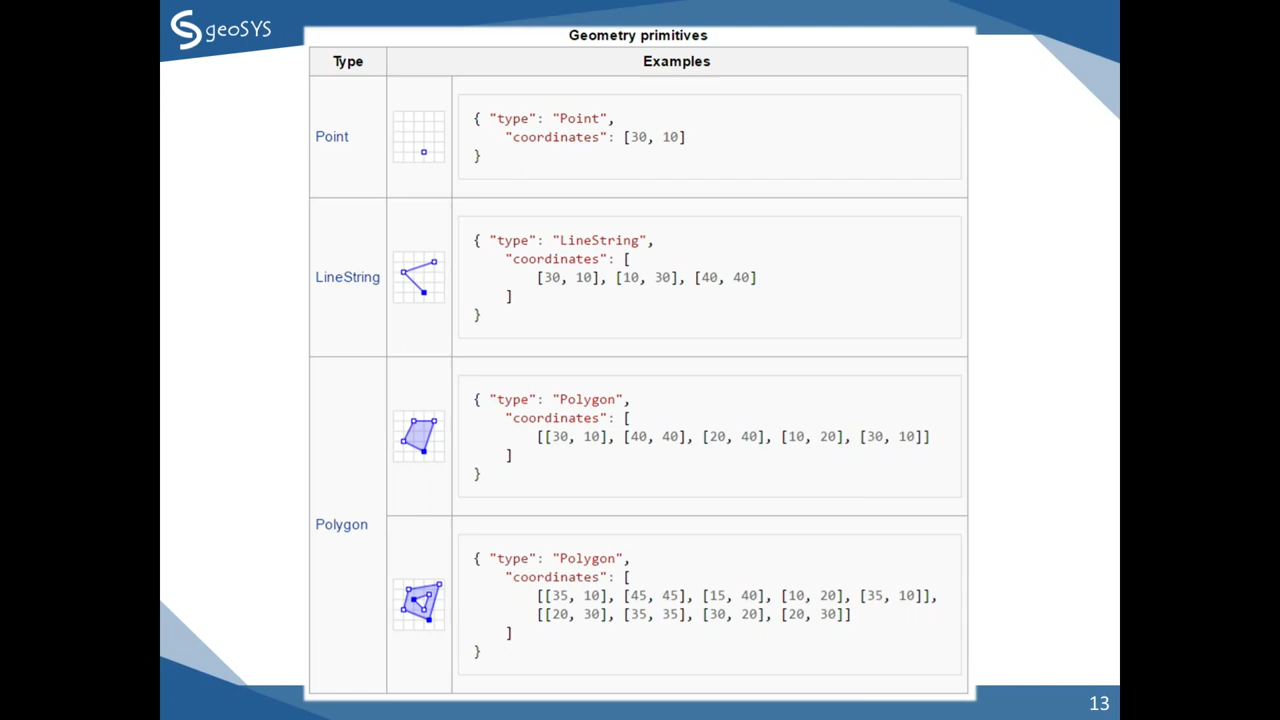 geoSYS
Geometry primitives
Type Examples
Point
{ "type": "Point",
"coordinates": [30, 10]
}
LineString
{ "type": "LineString",
"coordinates": [
[30, 10], [10, 30], [40, 40]
]
}
Polygon
{ "type": "Polygon",
"coordinates": [
[[30, 10], [40, 40], [20, 40], [10, 20], [30, 10]]
]
}
{ "type": "Polygon",
"coordinates": [
[[35, 10], [45, 45], [15, 40], [10, 20], [35, 10]],
[[20, 30], [35, 35], [30, 20], [20, 30]]
]
}
13